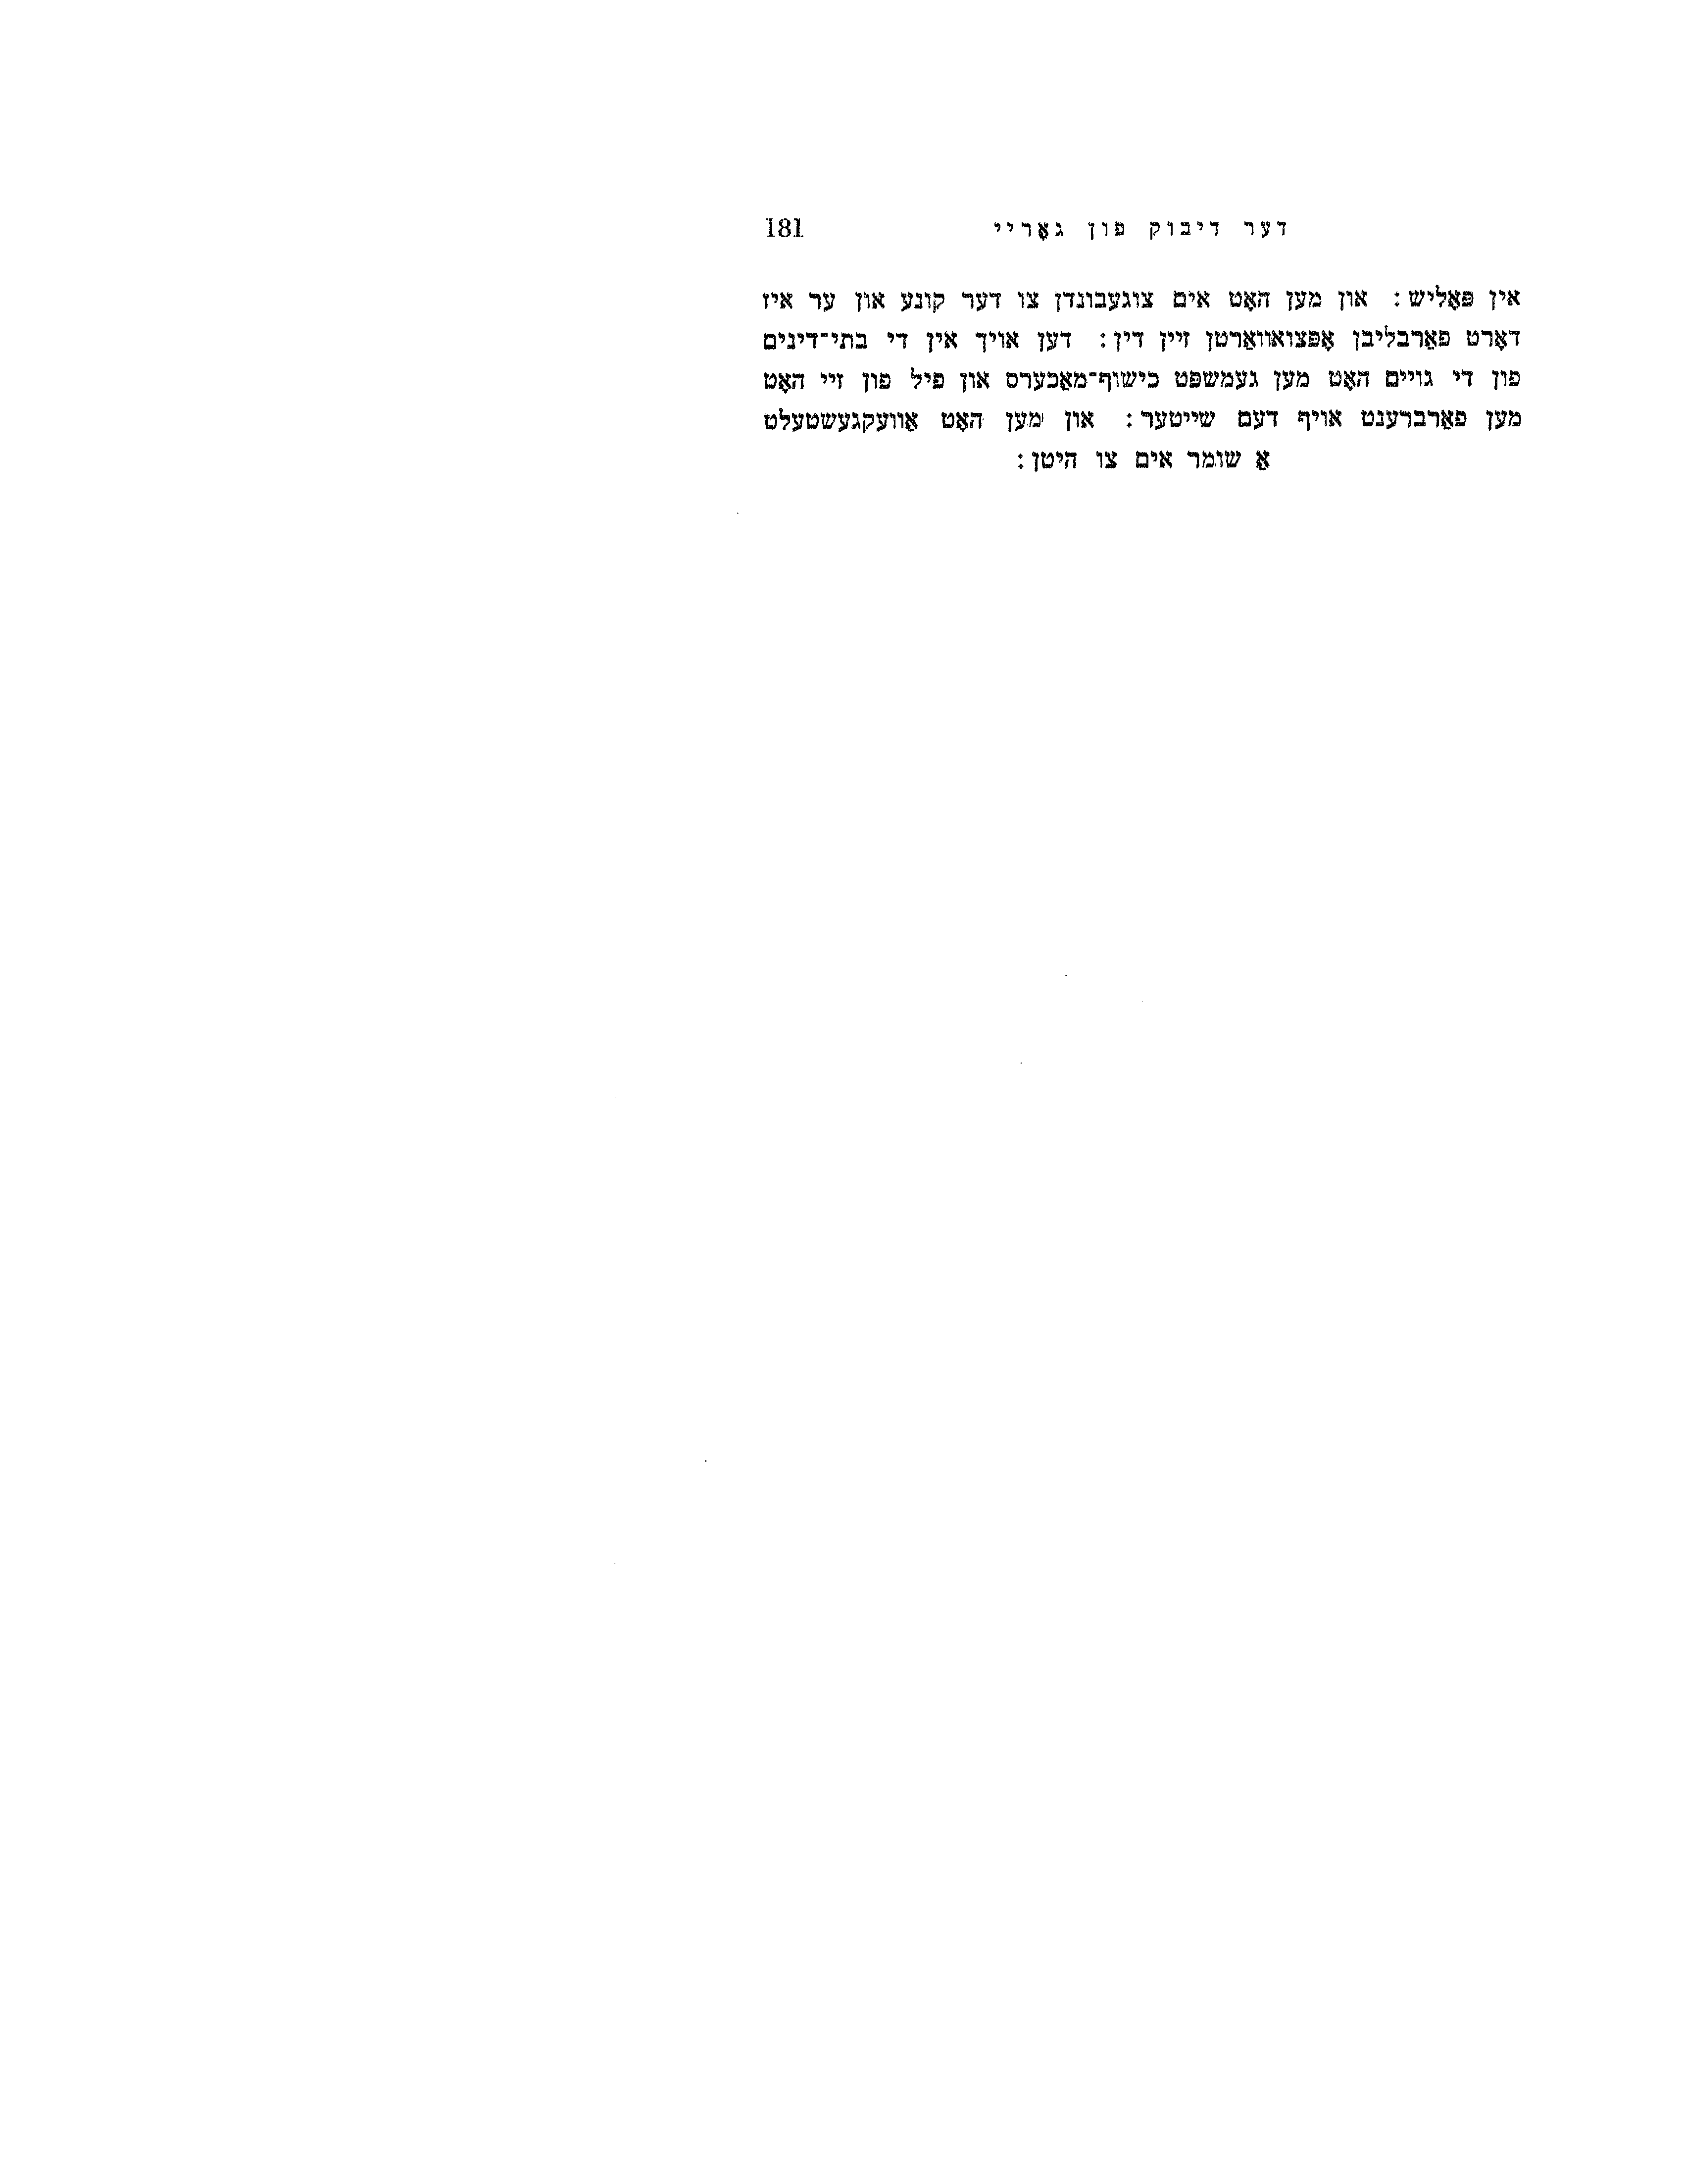 דער דיבוק פון גאָריי 181
אין פּאָליש: און מען האָט אים צוגעבונדן צו דער קונע און ער איז
דאָרט פאַרבליבן אָפּצואוואַרטן זיין דין: דען אויך אין די בתי־דינים
פון די גויים האָט מען געמשפּט כישוף־מאַכערס און פיל פון זיי האָט
מען פאַרברענט אויף דעם שייטער: און מען האָט אַוועקגעשטעלט
אַ שומר אים צו היטן: